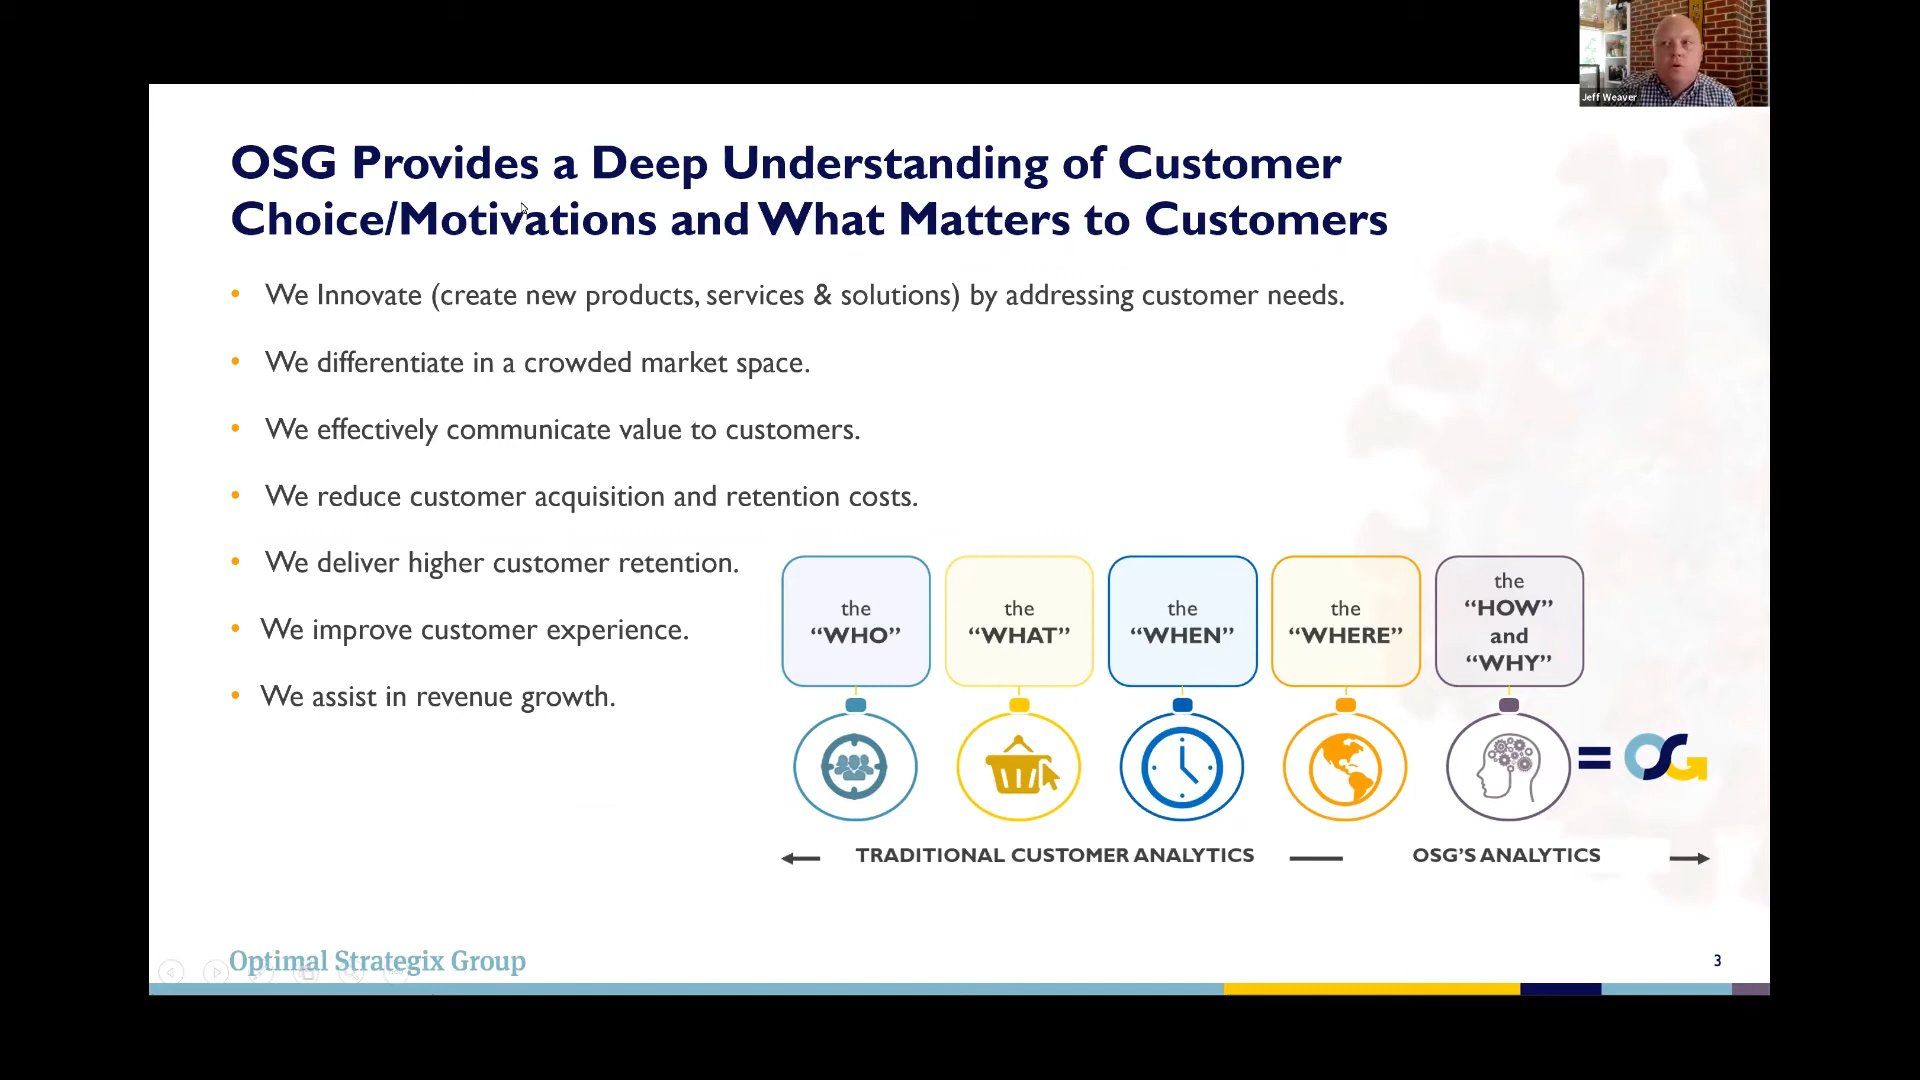 Jeff Weaver
OSG Provides a Deep Understanding of Customer
Choice/Motivations and What Matters to Customers
• We Innovate (create new products, services & solutions) by addressing customer needs.
• We differentiate in a crowded market space.
• We effectively communicate value to customers.
• We reduce customer acquisition and retention costs.
• We deliver higher customer retention.
• We improve customer experience.
• We assist in revenue growth.
the
“WHO”
the
“WHAT”
the
“WHEN”
the
“WHERE”
the
“HOW”
and
“WHY”
= OSG
TRADITIONAL CUSTOMER ANALYTICS
OSG’S ANALYTICS
Optimal Strategix Group
3